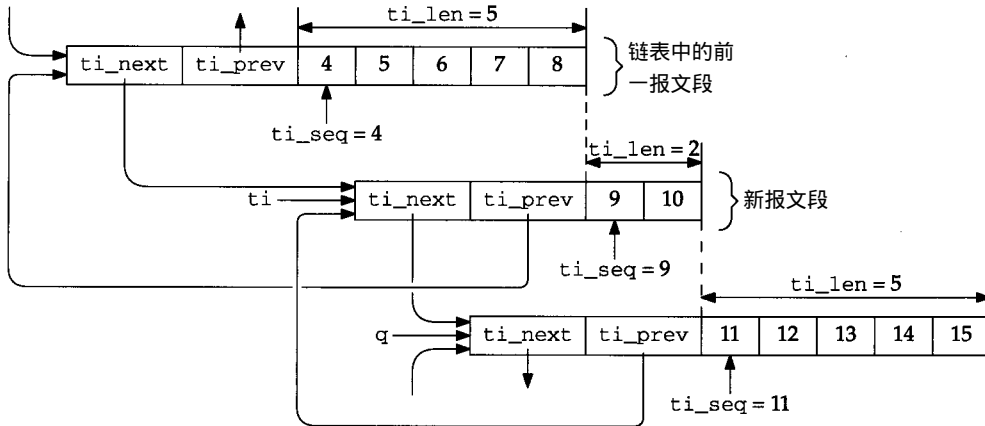 ti_len = 5
ti_next ti_prev 4 5 6 7 8
链表中的前
一报文段
ti_seq = 4
ti_len = 2
ti ti_next ti_prev 9 10
新报文段
ti_seq = 9
ti_len = 5
q ti_next ti_prev 11 12 13 14 15
ti_seq = 11